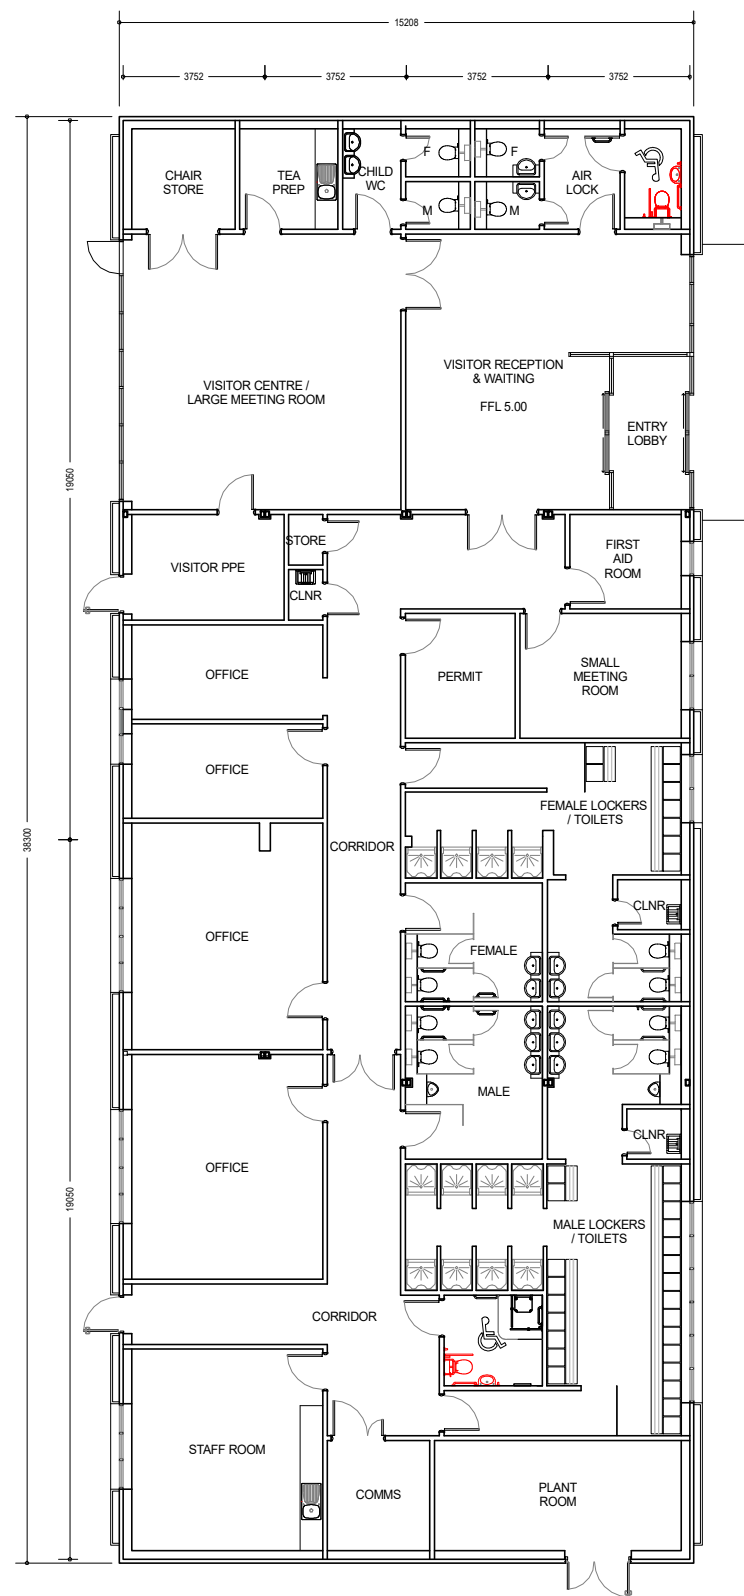 15208
3752
3752
3752
3752
CHAIR
STORE
TEA
PREP
CHILD
WC
F
F
M
M
AIR
LOCK
VISITOR CENTRE /
LARGE MEETING ROOM
VISITOR RECEPTION
& WAITING
FFL 5.00
ENTRY
LOBBY
19050
38300
19050
VISITOR PPE
STORE
CLNR
FIRST
AID
ROOM
OFFICE
PERMIT
SMALL
MEETING
ROOM
OFFICE
FEMALE LOCKERS
/ TOILETS
CORRIDOR
CLNR
OFFICE
FEMALE
MALE
CLNR
OFFICE
MALE LOCKERS
/ TOILETS
CORRIDOR
STAFF ROOM
COMMS
PLANT
ROOM